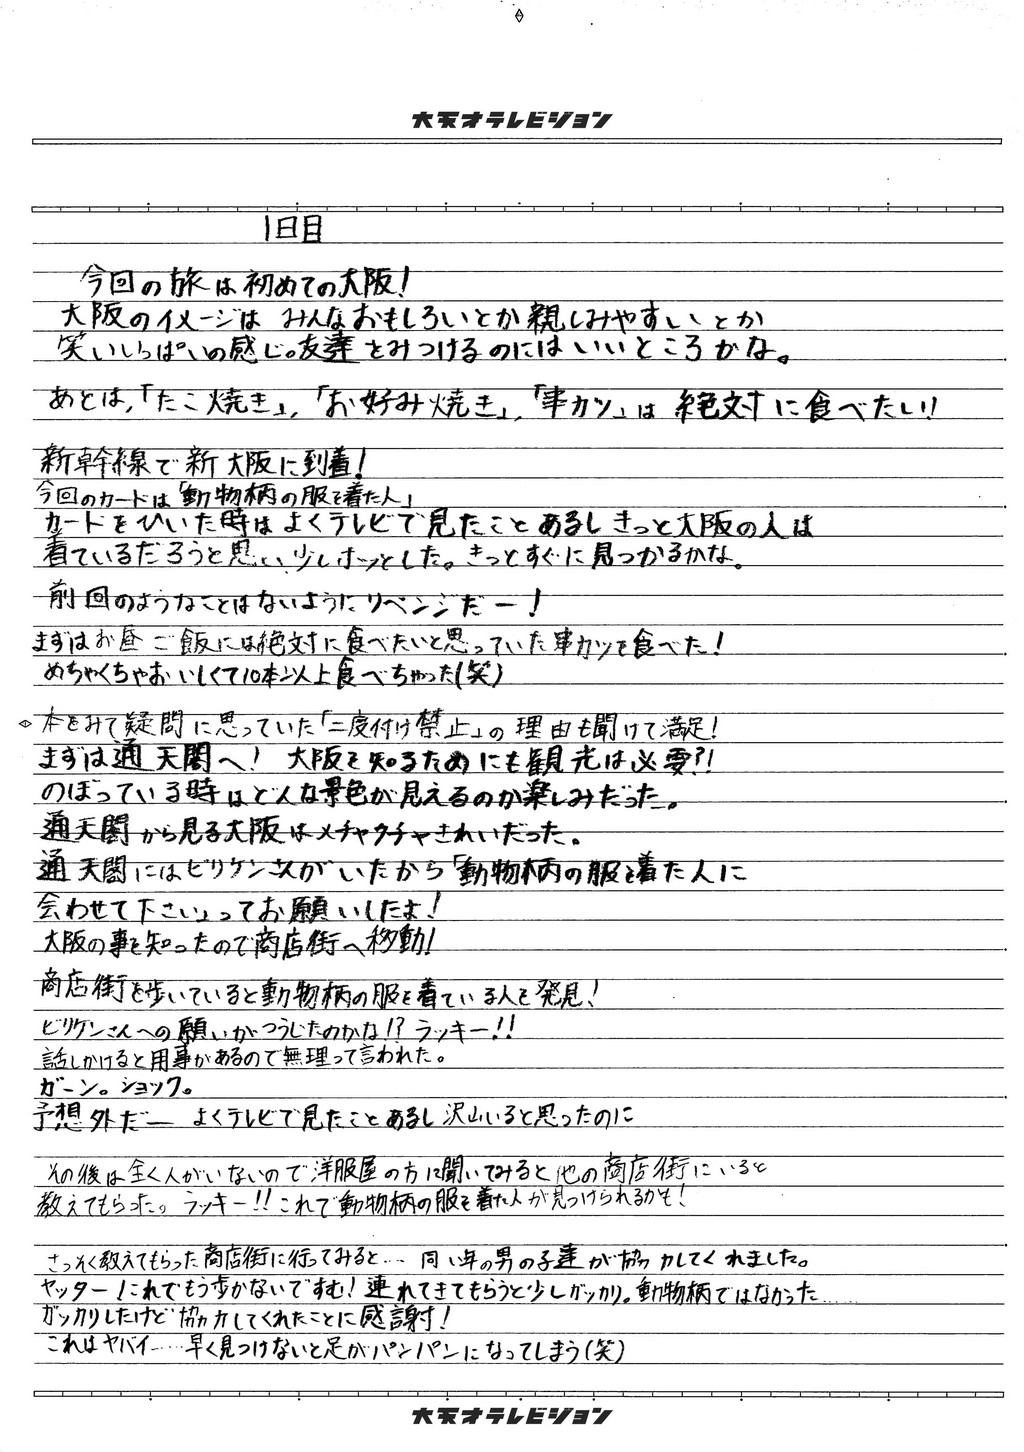 大天才テレビジョン
1日目
今回の旅は初めての大阪!
大阪のイメージは みんなおもしろいとか親しみやすいとか
笑いいっぱいの感じ。友達をみつけるのにはいいところかな。
あとは,「たこ焼き」,「お好み焼き」,「串カツ」は絶対に食べたい!!
新幹線で新大阪に到着!
今回のカードは「動物柄の服を着た人」
カードをひいた時はよくテレビで見たことあるしきっと大阪の人は
着ているだろうと思い少しホッとした。きっとすぐに見つかるかな。
前回のようなことはないようにリベンジだー!
まずはお昼ご飯には絶対に食べたいと思っていた串カツを食べた!
めちゃくちゃおいしくて10本以上食べちゃった(笑)
本をみて疑問に思っていた「二度付け禁止」の理由も聞けて満足!
まずは通天閣へ! 大阪を知るためにも観光は必要?!
のぼっている時はどんな景色が見えるのか楽しみだった。
通天閣から見る大阪はメチャクチャきれいだった。
通天閣にはビリケンさんがいたから「動物柄の服を着た人に
会わせて下さい」ってお願いしたよ!
大阪の事を知ったので商店街へ移動!
商店街を歩いていると動物柄の服を着ている人を発見!
ビリケンさんへの願いがつうじたのかな!? ラッキー!!
話しかけると用事があるので無理って言われた。
ガーン。ショック。
予想外だー よくテレビで見たことあるし沢山いると思ったのに
その後は全く人がいないので洋服屋の方に聞いてみると他の商店街にいると
教えてもらった。ラッキー!!これで動物柄の服を着た人が見つけられるかも!
さっそく教えてもらった商店街に行ってみると… 同い年の男の子達が協力してくれました。
ヤッター!これでもう歩かないですむ! 連れてきてもらうと少しガッカリ。動物柄ではなかった……
ガッカリしたけど協力してくれたことに感謝!
これはヤバイ……早く見つけないと足がパンパンになってしまう(笑)
大天才テレビジョン